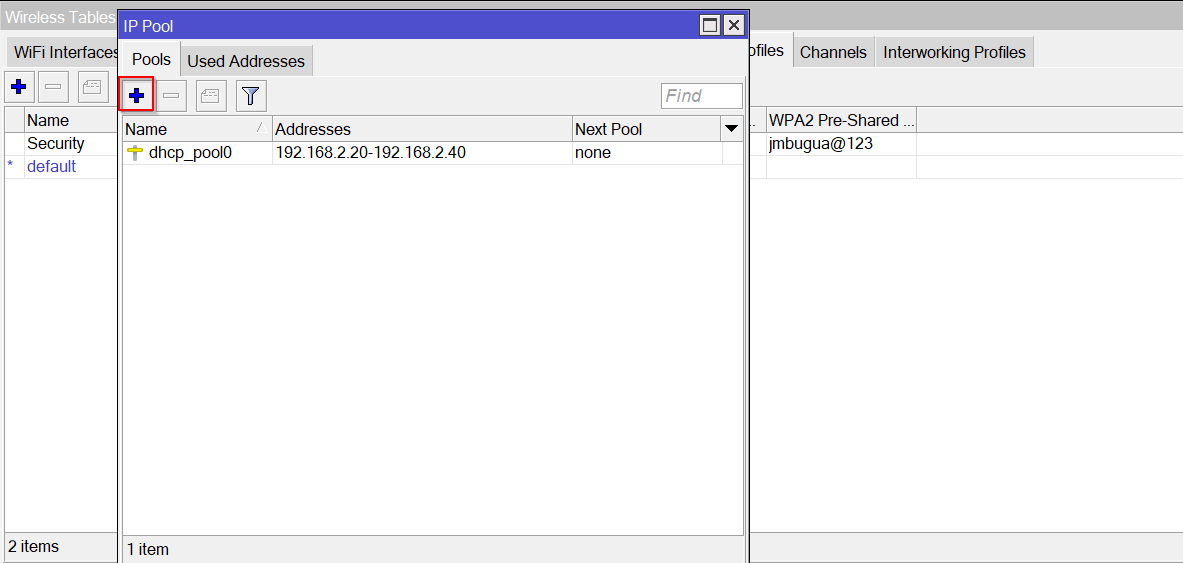 Wireless Tables
WiFi Interfaces
ofiles
Channels
Interworking Profiles
Name
Security
* default
2 items
.. WPA2 Pre-Shared ...
jmbugua@123
IP Pool
Pools
Used Addresses
Find
Name Addresses Next Pool
dhcp_pool0 192.168.2.20-192.168.2.40 none
1 item